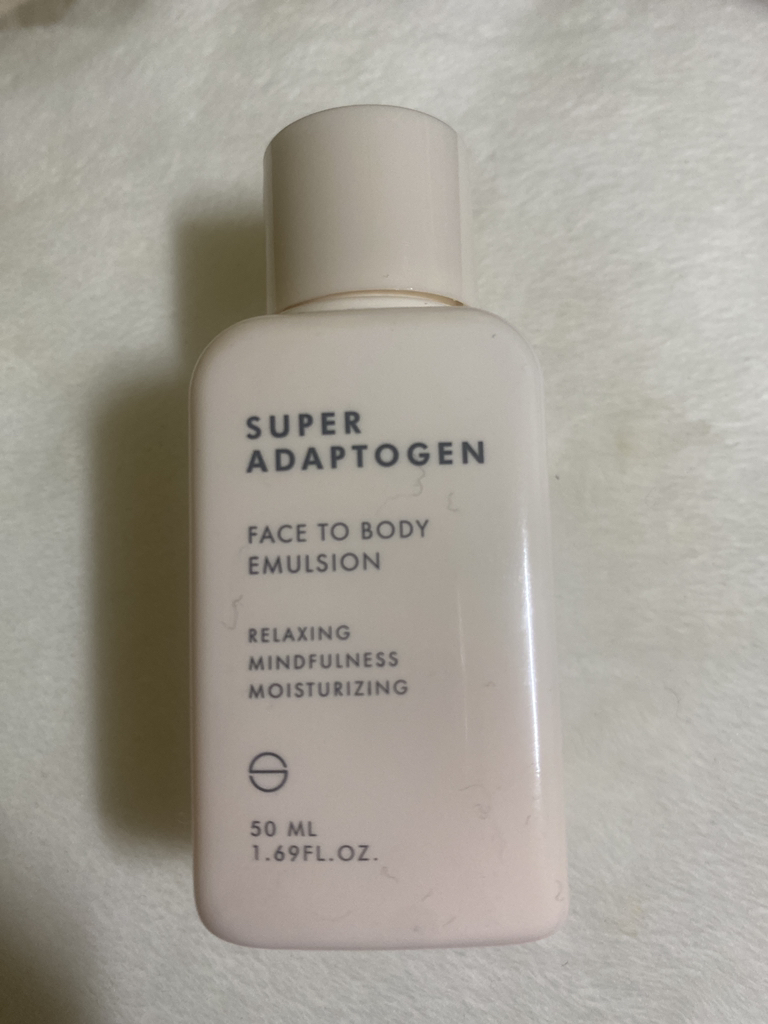 SUPER
ADAPTOGEN
FACE TO BODY
EMULSION
RELAXING
MINDFULNESS
MOISTURIZING
50 ML
1.69FL.OZ.